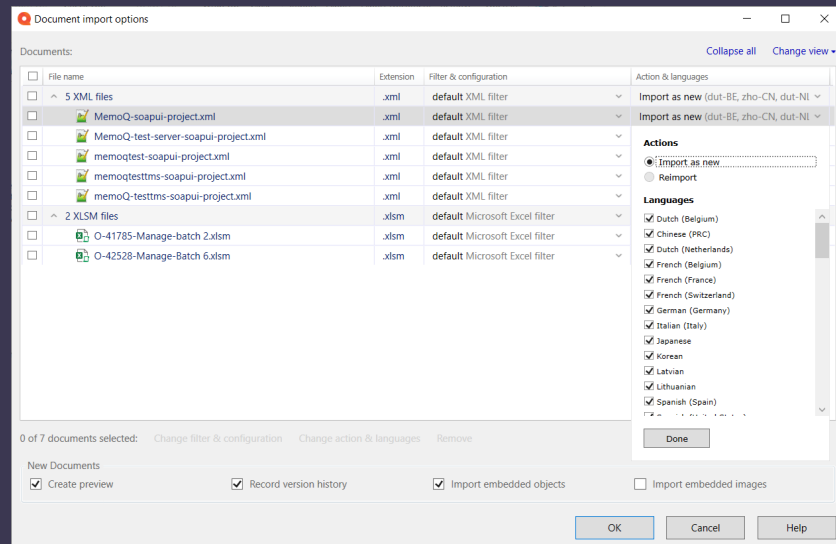 Document import options
Documents:
Collapse all Change view
File name Extension Filter & configuration Action & languages
5 XML files .xml default XML filter Import as new (dut-BE, zho-CN, dut-NL
MemoQ-soapui-project.xml .xml default XML filter Import as new (dut-BE, zho-CN, dut-NL
MemoQ-test-server-soapui-project.xml .xml default XML filter
memoqtest-soapui-project.xml .xml default XML filter
memoqtesttms-soapui-project.xml .xml default XML filter
memoQ-testtms-soapui-project.xml .xml default XML filter
2 XLSM files .xlsm default Microsoft Excel filter
O-41785-Manage-batch 2.xlsm .xlsm default Microsoft Excel filter
O-42528-Manage-Batch 6.xlsm .xlsm default Microsoft Excel filter
Actions
Import as new
Reimport
Languages
Dutch (Belgium)
Chinese (PRC)
Dutch (Netherlands)
French (Belgium)
French (France)
French (Switzerland)
German (Germany)
Italian (Italy)
Japanese
Korean
Latvian
Lithuanian
Spanish (Spain)
Done
0 of 7 documents selected: Change filter & configuration Change action & languages Remove
New Documents
Create preview Record version history Import embedded objects Import embedded images
OK Cancel Help